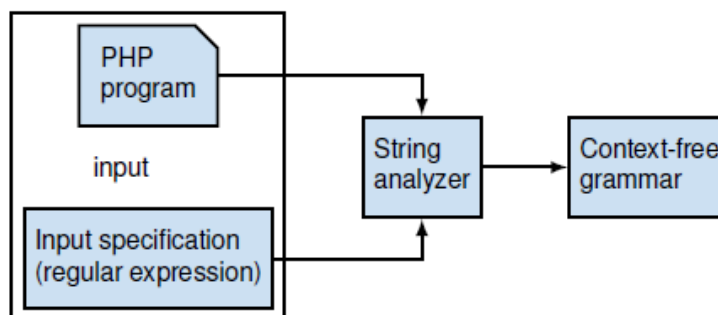 PHP
program
input
Input specification
(regular expression)
String
analyzer
Context-free
grammar